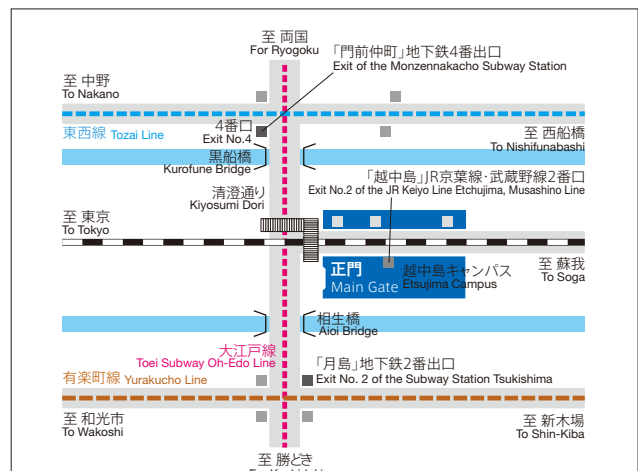 至 両国
For Ryogoku
「門前仲町」地下鉄4番出口
Exit of the Monzennakacho Subway Station
至 中野
To Nakano
東西線 Tozai Line
4番口
Exit No.4
至 西船橋
To Nishifunabashi
黒船橋
Kurofune Bridge
「越中島」JR京葉線・武蔵野線2番口
Exit No.2 of the JR Keiyo Line Etchujima, Musashino Line
清澄通り
Kiyosumi Dori
至 東京
To Tokyo
正門
Main Gate
越中島キャンパス
Etsujima Campus
至 蘇我
To Soga
相生橋
Aioi Bridge
大江戸線
Toei Subway Oh-Edo Line
「月島」地下鉄2番出口
Exit No. 2 of the Subway Station Tsukishima
有楽町線 Yurakucho Line
至 和光市
To Wakoshi
至 新木場
To Shin-Kiba
至 勝どき